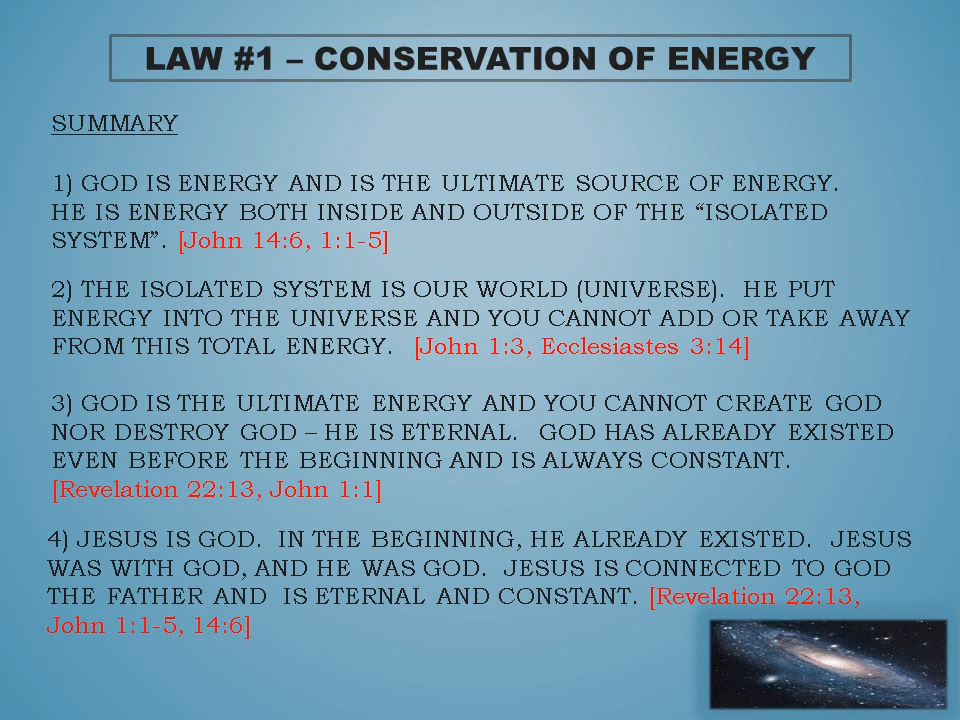 LAW #1 – CONSERVATION OF ENERGY
SUMMARY
1) GOD IS ENERGY AND IS THE ULTIMATE SOURCE OF ENERGY.
HE IS ENERGY BOTH INSIDE AND OUTSIDE OF THE “ISOLATED
SYSTEM”. [John 14:6, 1:1-5]
2) THE ISOLATED SYSTEM IS OUR WORLD (UNIVERSE). HE PUT
ENERGY INTO THE UNIVERSE AND YOU CANNOT ADD OR TAKE AWAY
FROM THIS TOTAL ENERGY. [John 1:3, Ecclesiastes 3:14]
3) GOD IS THE ULTIMATE ENERGY AND YOU CANNOT CREATE GOD
NOR DESTROY GOD – HE IS ETERNAL. GOD HAS ALREADY EXISTED
EVEN BEFORE THE BEGINNING AND IS ALWAYS CONSTANT.
[Revelation 22:13, John 1:1]
4) JESUS IS GOD. IN THE BEGINNING, HE ALREADY EXISTED. JESUS
WAS WITH GOD, AND HE WAS GOD. JESUS IS CONNECTED TO GOD
THE FATHER AND IS ETERNAL AND CONSTANT. [Revelation 22:13,
John 1:1-5, 14:6]